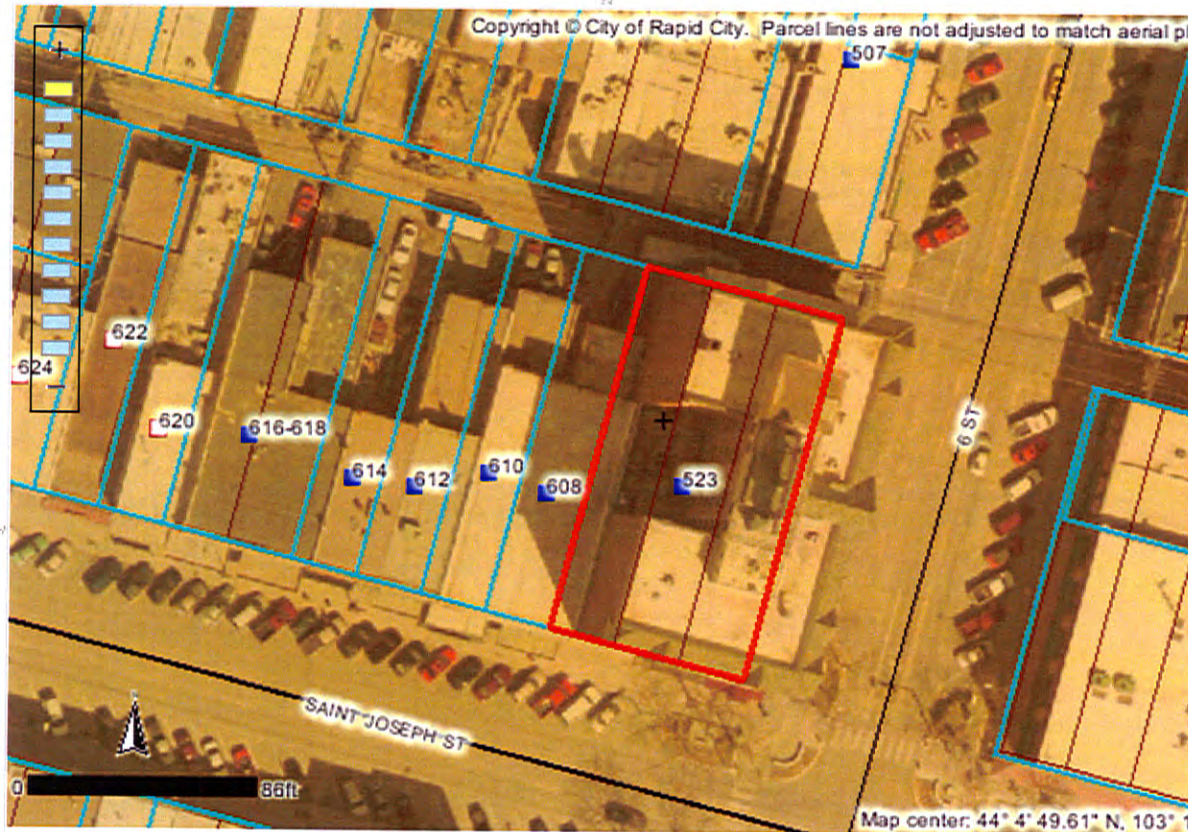 Copyright © City of Rapid City. Parcel lines are not adjusted to match aerial
507
622
624
620
616-618
614
612
610
608
523
6 ST
SAINT JOSEPH ST
0
86ft
Map center: 44° 4' 49.61" N, 103°